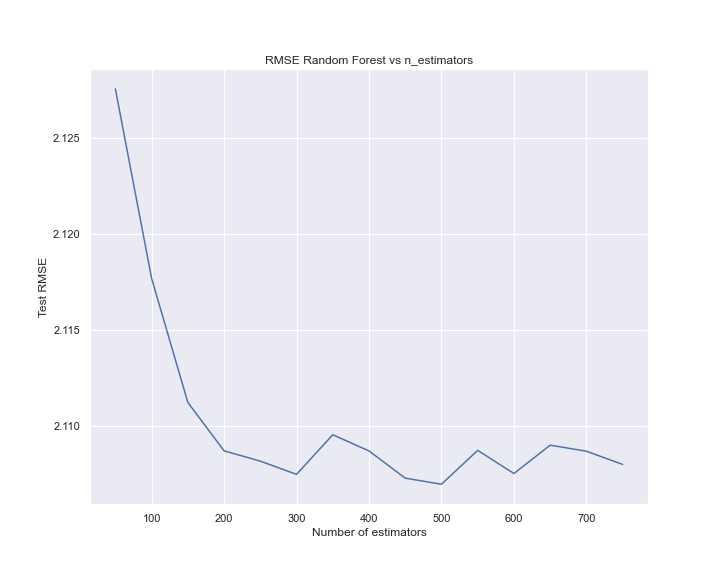 RMSE Random Forest vs n_estimators
2.125
2.120
2.115
2.110
Test RMSE
100 200 300 400 500 600 700
Number of estimators